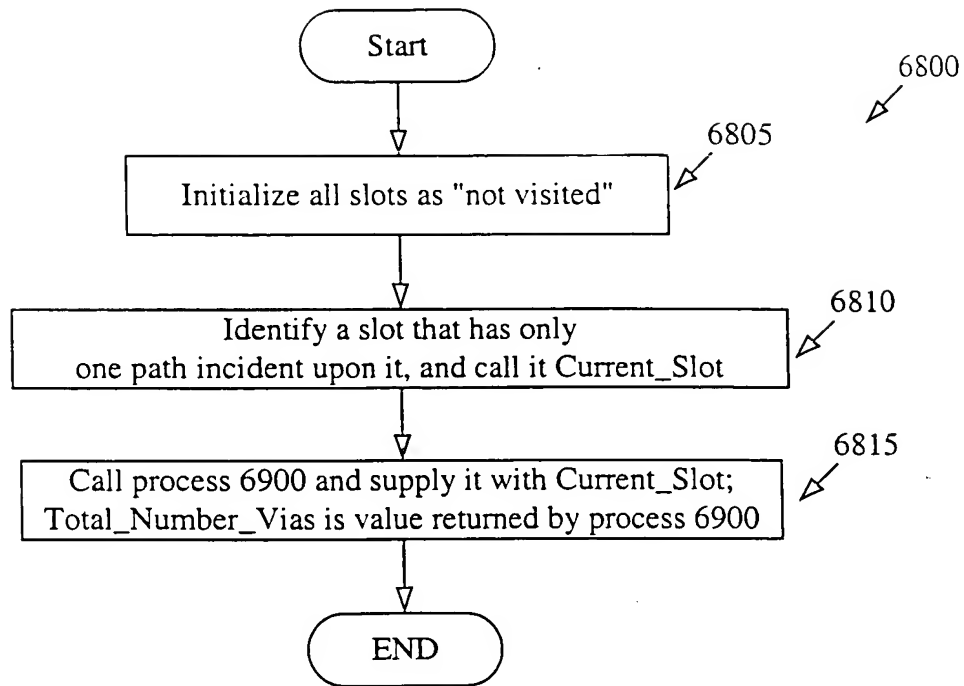 Start
6800
6805
Initialize all slots as "not visited"
6810
Identify a slot that has only
one path incident upon it, and call it Current_Slot
6815
Call process 6900 and supply it with Current_Slot;
Total_Number_Vias is value returned by process 6900
END